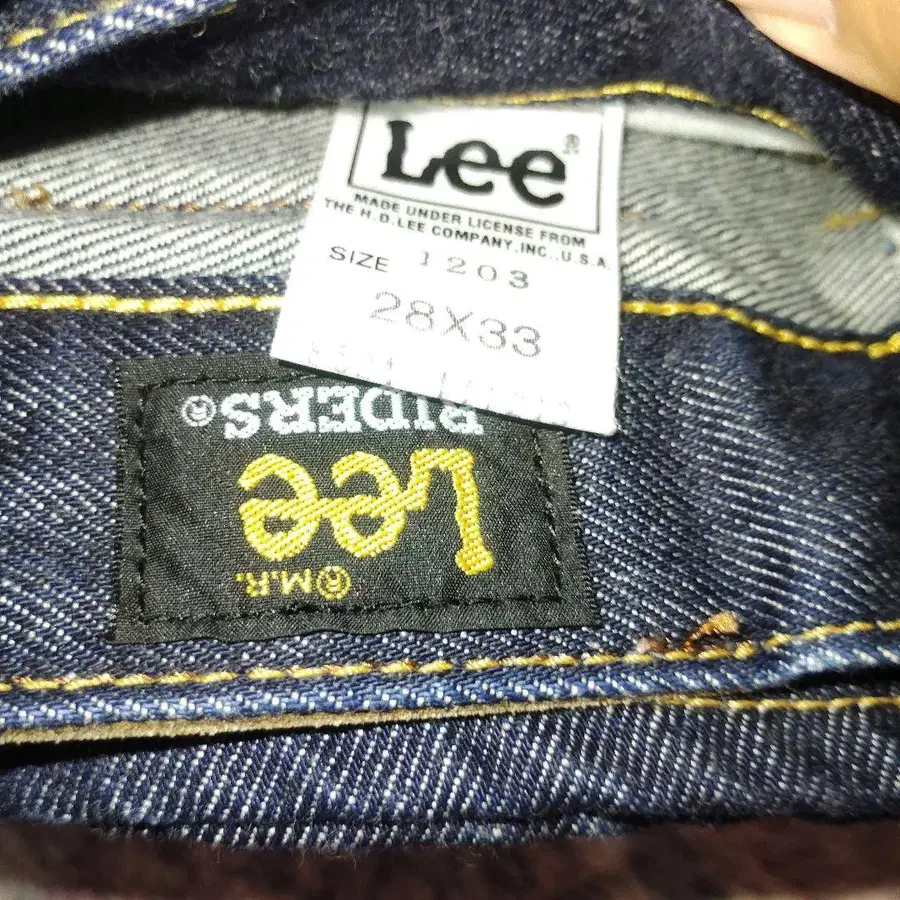 Lee
MADE UNDER LICENSE FROM
THE H.D.LEE COMPANY,INC.,U.S.A.
SIZE 1203
28X33
Lee
RIDERS®
®M.R.